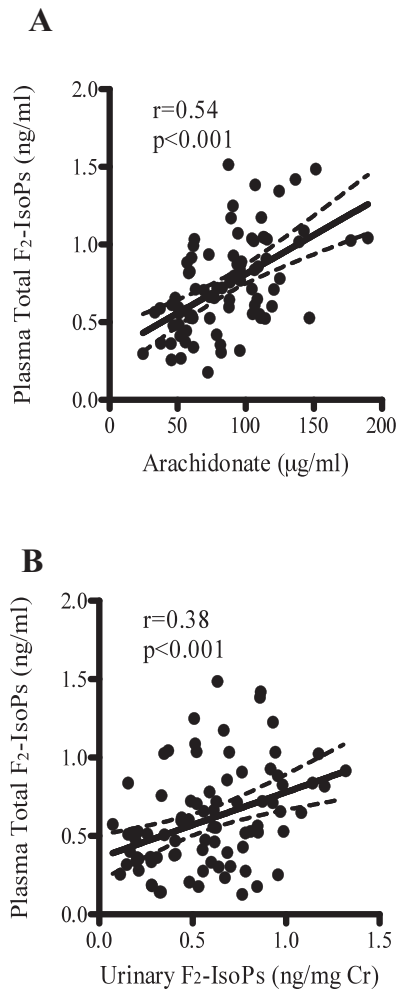 A
Plasma Total F₂-IsoPs (ng/ml)
2.0
1.5
1.0
0.5
0.0
r=0.54
p<0.001
0 50 100 150 200
Arachidonate (μg/ml)
B
Plasma Total F₂-IsoPs (ng/ml)
2.0
1.5
1.0
0.5
0.0
r=0.38
p<0.001
0.0 0.5 1.0 1.5
Urinary F₂-IsoPs (ng/mg Cr)